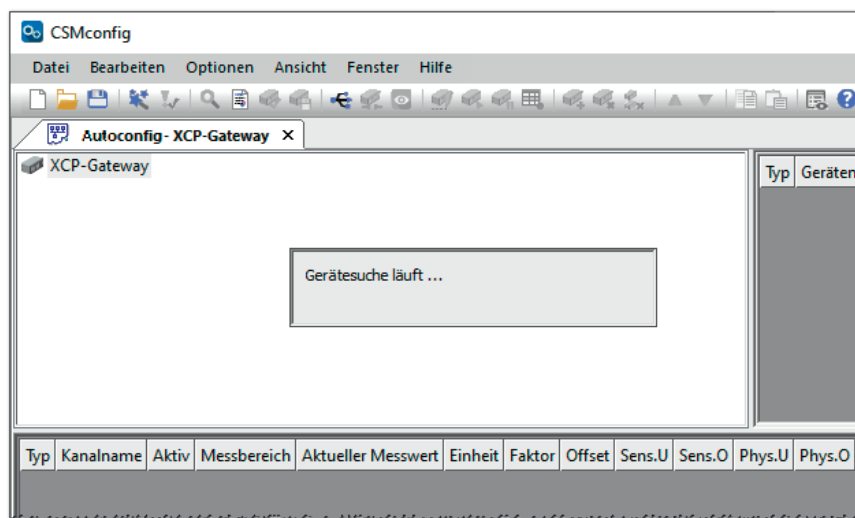 CSMconfig
Datei Bearbeiten Optionen Ansicht Fenster Hilfe
Autoconfig- XCP-Gateway X
XCP-Gateway
Typ Geräten
Gerätesuche läuft ...
Typ Kanalname Aktiv Messbereich Aktueller Messwert Einheit Faktor Offset Sens.U Sens.O Phys.U Phys.O